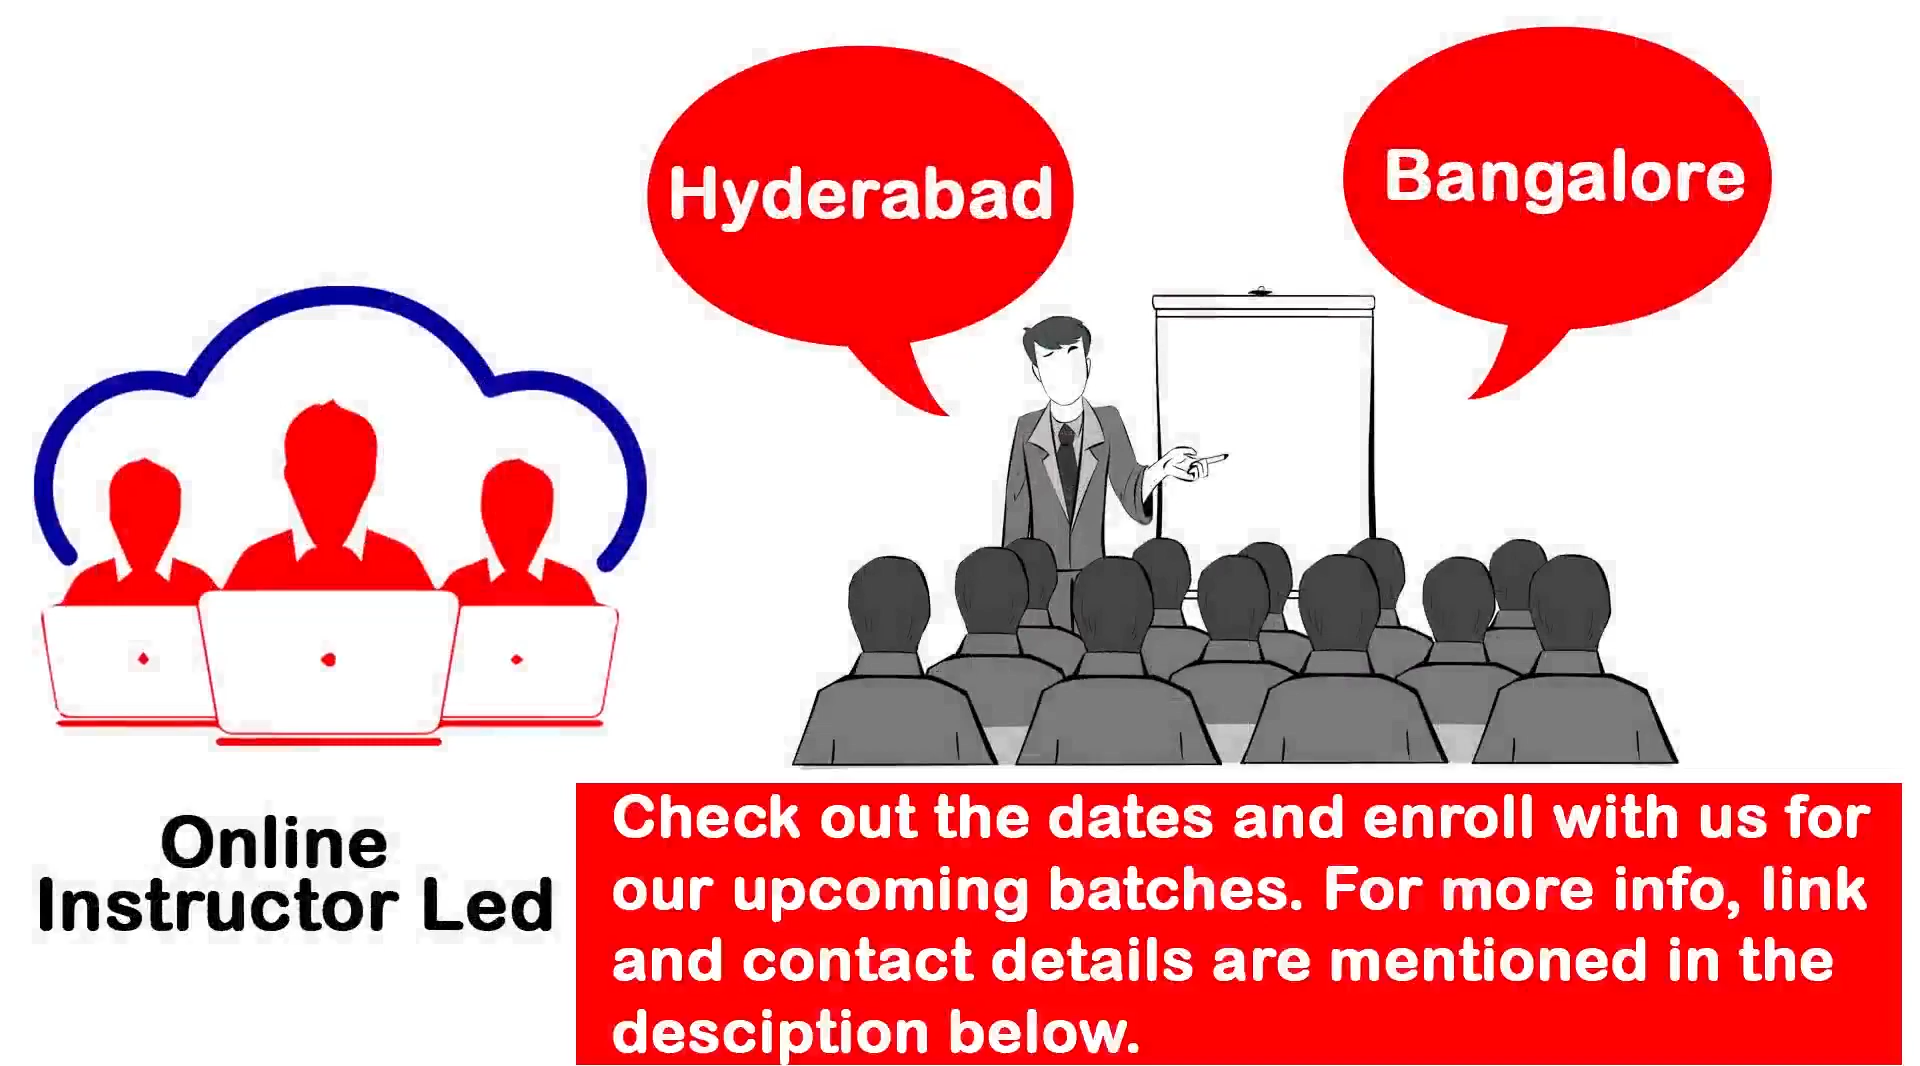 Hyderabad
Bangalore
Online
Instructor Led
Check out the dates and enroll with us for
our upcoming batches. For more info, link
and contact details are mentioned in the
desciption below.